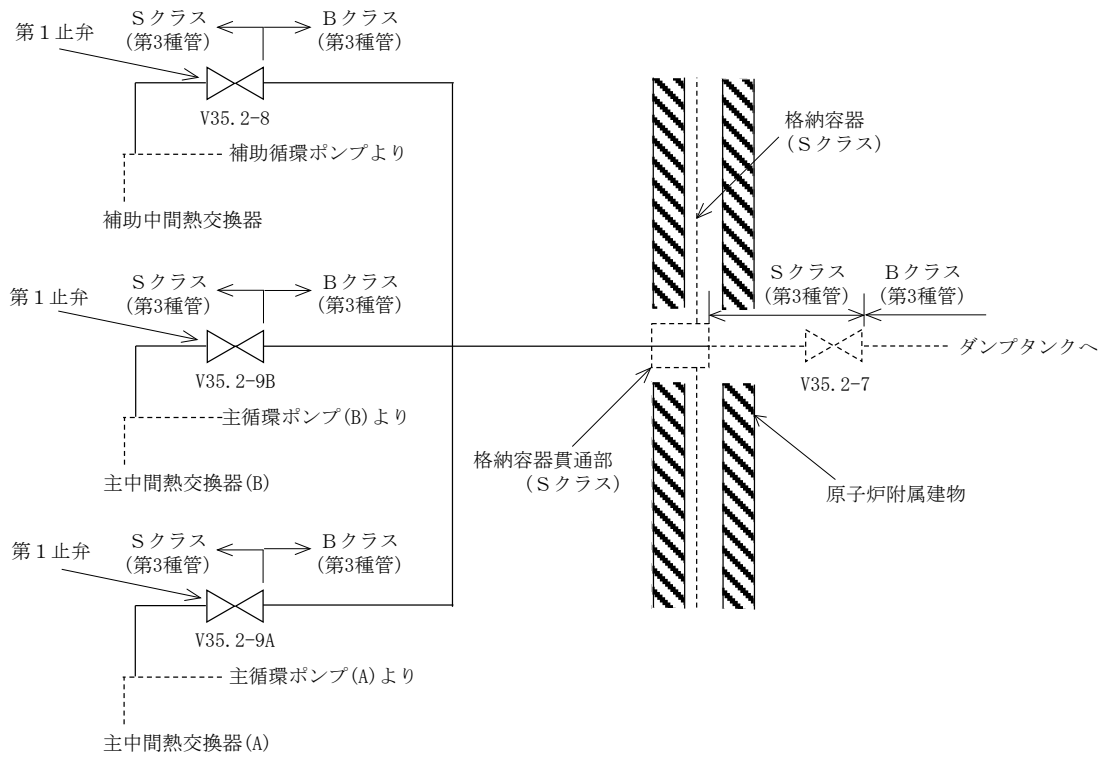 第１止弁
Ｓクラス
(第3種管)
Ｂクラス
(第3種管)
V35.2-8
補助循環ポンプより
補助中間熱交換器
第１止弁
Ｓクラス
(第3種管)
Ｂクラス
(第3種管)
V35.2-9B
主循環ポンプ(B)より
主中間熱交換器(B)
第１止弁
Ｓクラス
(第3種管)
Ｂクラス
(第3種管)
V35.2-9A
主循環ポンプ(A)より
主中間熱交換器(A)
格納容器
(Ｓクラス)
Ｓクラス
(第3種管)
Ｂクラス
(第3種管)
ダンプタンクへ
V35.2-7
格納容器貫通部
(Ｓクラス)
原子炉附属建物